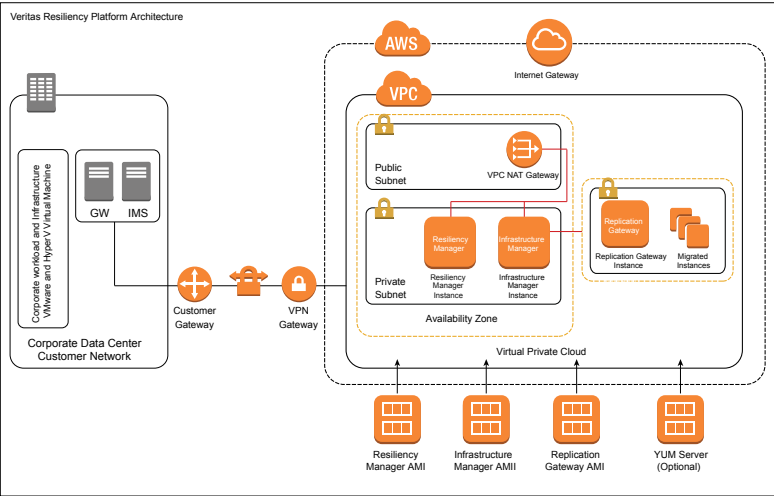 Veritas Resiliency Platform Architecture
AWS
Internet Gateway
VPC
Public
Subnet
VPC NAT Gateway
Corporate workload and Infrastructure
VMware and HyperV Virtual Machine
GW
IMS
Corporate Data Center
Customer Network
Customer
Gateway
VPN
Gateway
Resiliency
Manager
Resiliency
Manager
Instance
Infrastructure
Manager
Infrastructure
Manager
Instance
Private
Subnet
Availability Zone
Replication
Gateway
Replication Gateway
Instance
Migrated
Instances
Virtual Private Cloud
Resiliency
Manager AMI
Infrastructure
Manager AMII
Replication
Gateway AMI
YUM Server
(Optional)